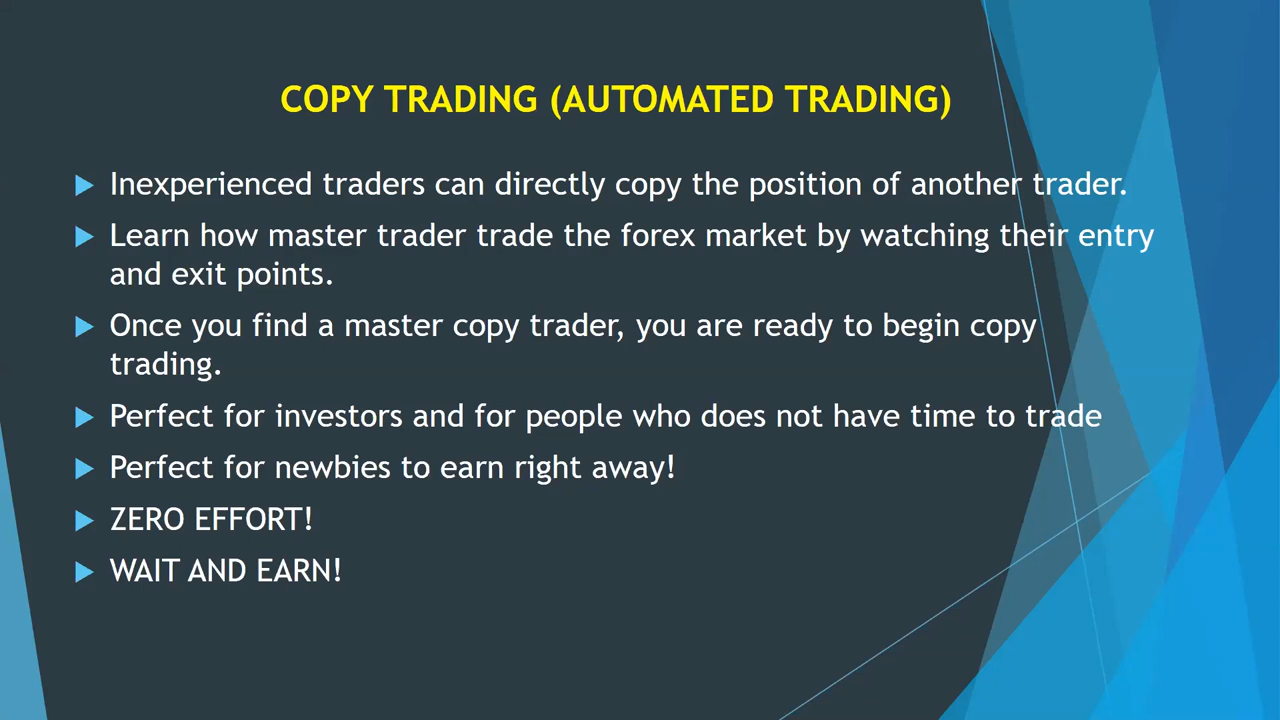 COPY TRADING (AUTOMATED TRADING)
Inexperienced traders can directly copy the position of another trader.
Learn how master trader trade the forex market by watching their entry
and exit points.
Once you find a master copy trader, you are ready to begin copy
trading.
Perfect for investors and for people who does not have time to trade
Perfect for newbies to earn right away!
ZERO EFFORT!
WAIT AND EARN!